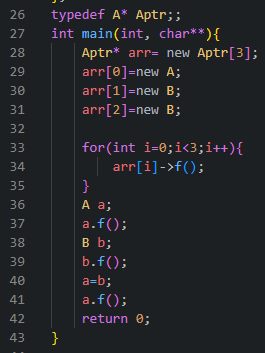 26 typedef A* Aptr;;
27 int main(int, char**){
28 Aptr* arr= new Aptr[3];
29 arr[0]=new A;
30 arr[1]=new B;
31 arr[2]=new B;
32
33 for(int i=0;i<3;i++){
34 arr[i]->f();
35 }
36 A a;
37 a.f();
38 B b;
39 b.f();
40 a=b;
41 a.f();
42 return 0;
43 }